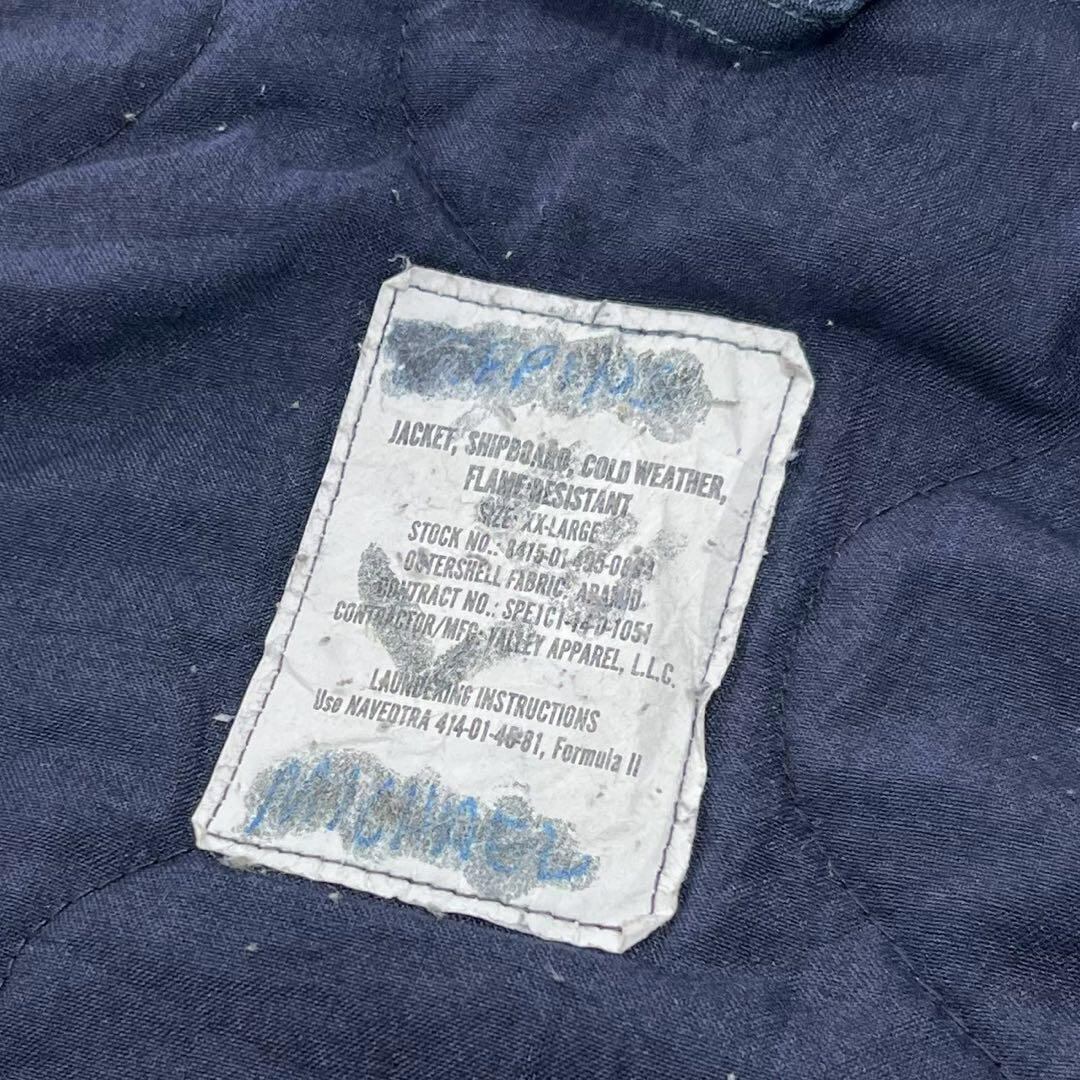 JACKET, SHIPBOARD, COLD WEATHER,
FLAME RESISTANT
SIZE: XX-LARGE
STOCK NO.:
OUTERSHELL FABRIC: ARAMID
CONTRACT NO.: SPE1C1-14-D-1051
CONTRACTOR/MFG: VALLEY APPAREL, L.L.C.
LAUNDERING INSTRUCTIONS
Use NAVEDTRA 414-01-45-81, Formula II
MICHAEL